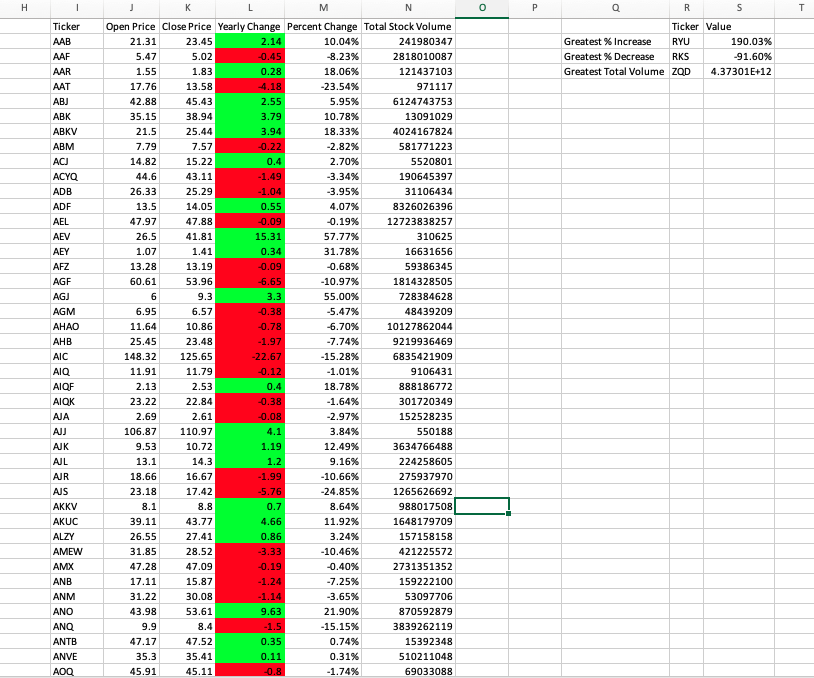 H I J K L M N O P Q R S T
Ticker Open Price Close Price Yearly Change Percent Change Total Stock Volume Ticker Value
AAB 21.31 23.45 2.14 10.04% 241980347 Greatest % Increase RYU 190.03%
AAF 5.47 5.02 -0.45 -8.23% 2818010087 Greatest % Decrease RKS -91.60%
AAR 1.55 1.83 0.28 18.06% 121437103 Greatest Total Volume ZQD 4.37301E+12
AAT 17.76 13.58 -4.18 -23.54% 971117
ABJ 42.88 45.43 2.55 5.95% 6124743753
ABK 35.15 38.94 3.79 10.78% 13091029
ABKV 21.5 25.44 3.94 18.33% 4024167824
ABM 7.79 7.57 -0.22 -2.82% 581771223
ACJ 14.82 15.22 0.4 2.70% 5520801
ACYQ 44.6 43.11 -1.49 -3.34% 190645397
ADB 26.33 25.29 -1.04 -3.95% 31106434
ADF 13.5 14.05 0.55 4.07% 8326026396
AEL 47.97 47.88 -0.09 -0.19% 12723838257
AEV 26.5 41.81 15.31 57.77% 310625
AEY 1.07 1.41 0.34 31.78% 16631656
AFZ 13.28 13.19 -0.09 -0.68% 59386345
AGF 60.61 53.96 -6.65 -10.97% 1814328505
AGJ 6 9.3 3.3 55.00% 728384628
AGM 6.95 6.57 -0.38 -5.47% 48439209
AHAO 11.64 10.86 -0.78 -6.70% 10127862044
AHB 25.45 23.48 -1.97 -7.74% 9219936469
AIC 148.32 125.65 -22.67 -15.28% 6835421909
AIQ 11.91 11.79 -0.12 -1.01% 9106431
AIQF 2.13 2.53 0.4 18.78% 888186772
AIQK 23.22 22.84 -0.38 -1.64% 301720349
AJA 2.69 2.61 -0.08 -2.97% 152528235
AJJ 106.87 110.97 4.1 3.84% 550188
AJK 9.53 10.72 1.19 12.49% 3634766488
AJL 13.1 14.3 1.2 9.16% 224258605
AJR 18.66 16.67 -1.99 -10.66% 275937970
AJS 23.18 17.42 -5.76 -24.85% 1265626692
AKKV 8.1 8.8 0.7 8.64% 988017508
AKUC 39.11 43.77 4.66 11.92% 1648179709
ALZY 26.55 27.41 0.86 3.24% 157158158
AMEW 31.85 28.52 -3.33 -10.46% 421225572
AMX 47.28 47.09 -0.19 -0.40% 2731351352
ANB 17.11 15.87 -1.24 -7.25% 159222100
ANM 31.22 30.08 -1.14 -3.65% 53097706
ANO 43.98 53.61 9.63 21.90% 870592879
ANQ 9.9 8.4 -1.5 -15.15% 3839262119
ANTB 47.17 47.52 0.35 0.74% 15392348
ANVE 35.3 35.41 0.11 0.31% 510211048
AOQ 45.91 45.11 -0.8 -1.74% 69033088